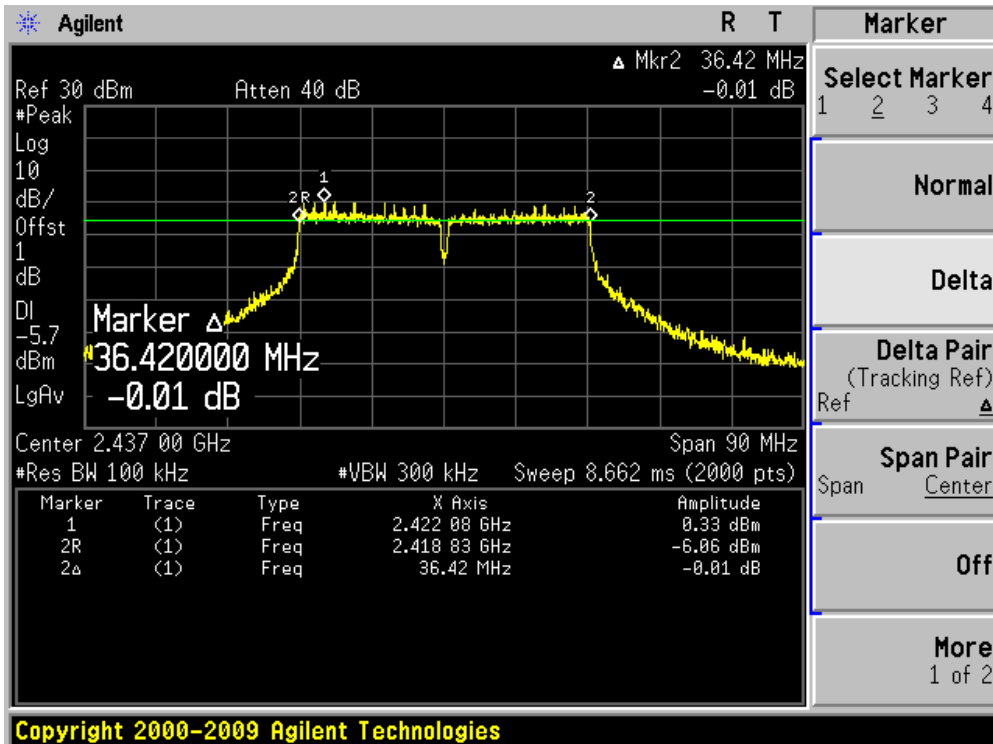 Agilent R T
Marker
Δ Mkr2 36.42 MHz
Ref 30 dBm Atten 40 dB -0.01 dB
#Peak
Log
10
dB/
Offst
1
dB
DI
-5.7
dBm
LgAv
1
2R
2
Marker Δ
36.420000 MHz
-0.01 dB
Center 2.437 00 GHz Span 90 MHz
#Res BW 100 kHz #VBW 300 kHz Sweep 8.662 ms (2000 pts)
Marker Trace Type X Axis Amplitude
1 (1) Freq 2.422 08 GHz 0.33 dBm
2R (1) Freq 2.418 83 GHz -6.06 dBm
2Δ (1) Freq 36.42 MHz -0.01 dB
Select Marker
1 2 3 4
Normal
Delta
Delta Pair
(Tracking Ref)
Ref Δ
Span Pair
Span Center
Off
More
1 of 2
Copyright 2000-2009 Agilent Technologies